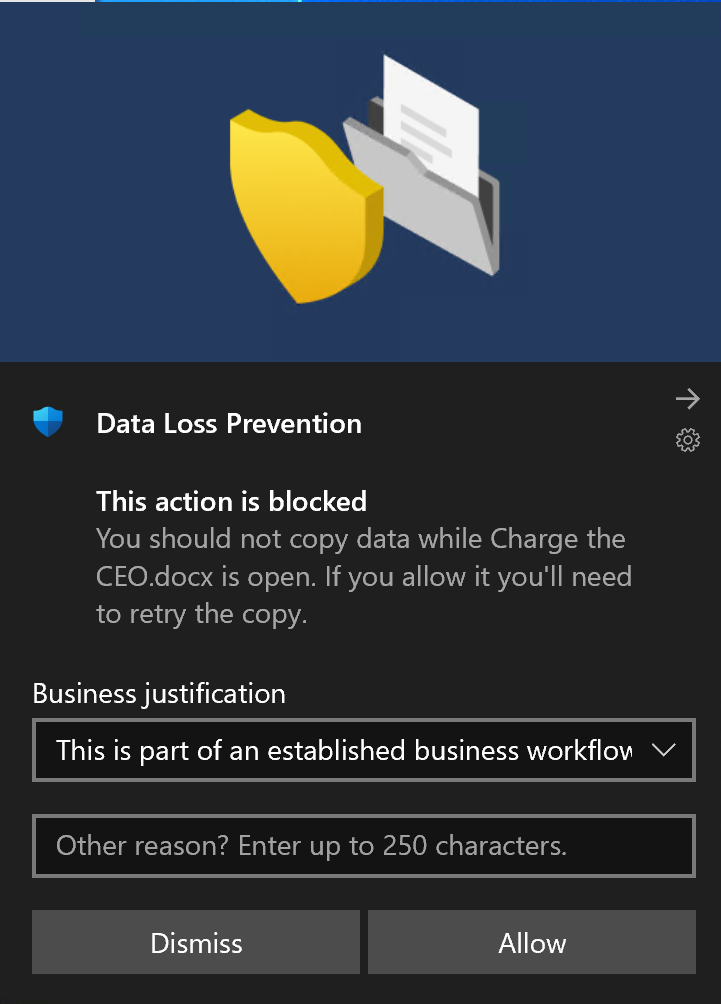 Data Loss Prevention
This action is blocked
You should not copy data while Charge the
CEO.docx is open. If you allow it you'll need
to retry the copy.
Business justification
This is part of an established business workflow
Other reason? Enter up to 250 characters.
Dismiss
Allow